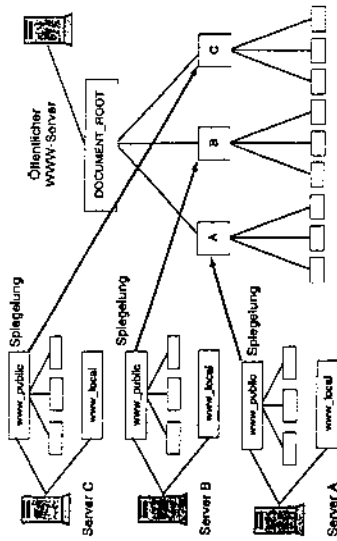 Öffentlicher
WWW-Server
DOCUMENT_ROOT
A
B
C
Server C
www_public
www_local
Spiegelung
Server B
www_public
www_local
Spiegelung
Server A
www_public
www_local
Spiegelung